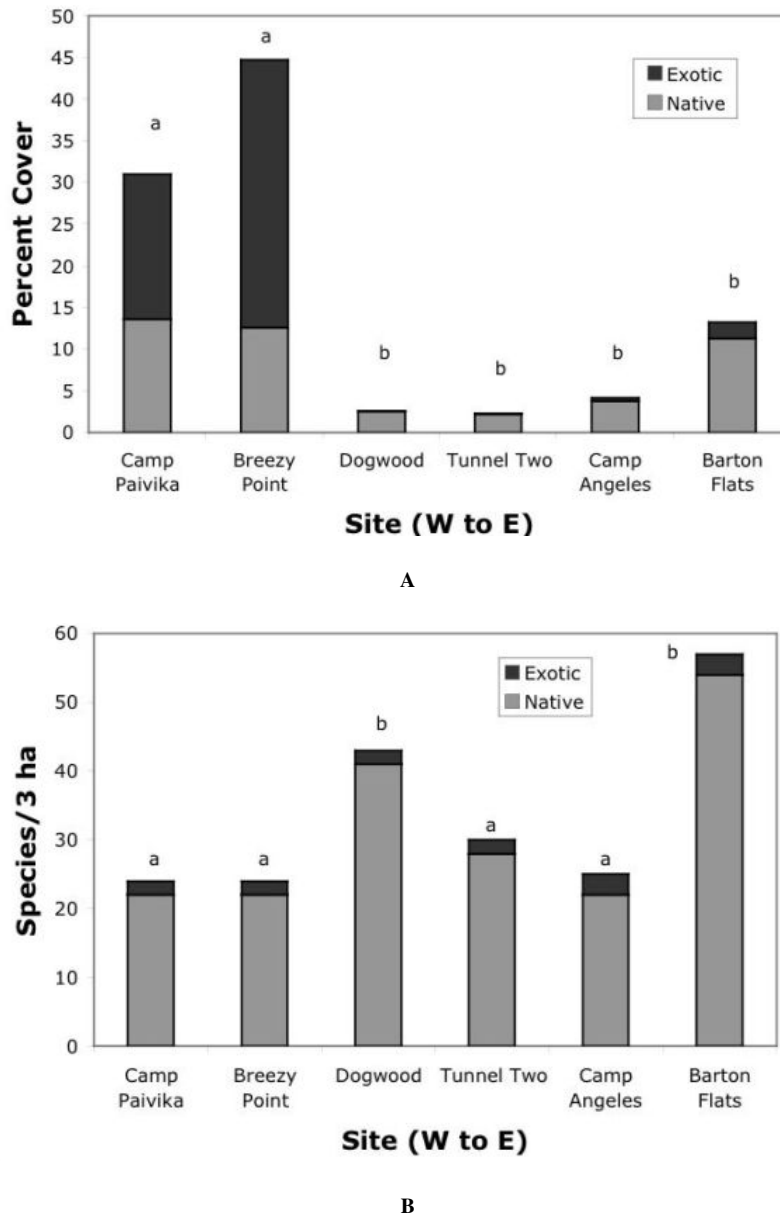 50
45
40
35
30
25
20
15
10
5
0
Percent Cover
a
a
b
b
b
b
Exotic
Native
Camp Paivika
Breezy Point
Dogwood
Tunnel Two
Camp Angeles
Barton Flats
Site (W to E)
A
60
50
40
30
20
10
0
Species/3 ha
a
a
b
a
a
b
Exotic
Native
Camp Paivika
Breezy Point
Dogwood
Tunnel Two
Camp Angeles
Barton Flats
Site (W to E)
B